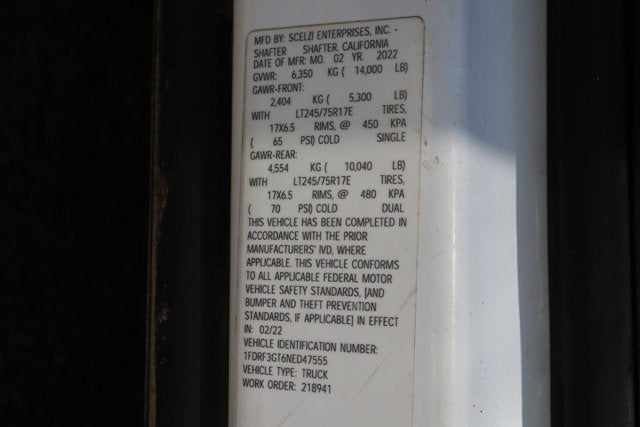 MFD BY: SCELZI ENTERPRISES, INC. -
SHAFTER SHAFTER, CALIFORNIA
DATE OF MFR: MO. 02 YR. 2022
GVWR: 6,350 KG ( 14,000 LB)
GAWR-FRONT:
2,404 KG ( 5,300 LB)
WITH LT245/75R17E TIRES,
17X6.5 RIMS, @ 450 KPA
( 65 PSI) COLD SINGLE
GAWR-REAR:
4,554 KG ( 10,040 LB)
WITH LT245/75R17E TIRES,
17X6.5 RIMS, @ 480 KPA
( 70 PSI) COLD DUAL
THIS VEHICLE HAS BEEN COMPLETED IN
ACCORDANCE WITH THE PRIOR
MANUFACTURERS' IVD, WHERE
APPLICABLE. THIS VEHICLE CONFORMS
TO ALL APPLICABLE FEDERAL MOTOR
VEHICLE SAFETY STANDARDS, [AND
BUMPER AND THEFT PREVENTION
STANDARDS, IF APPLICABLE] IN EFFECT
IN: 02/22
VEHICLE IDENTIFICATION NUMBER:
1FDRF3GT6NED47555
VEHICLE TYPE: TRUCK
WORK ORDER: 218941